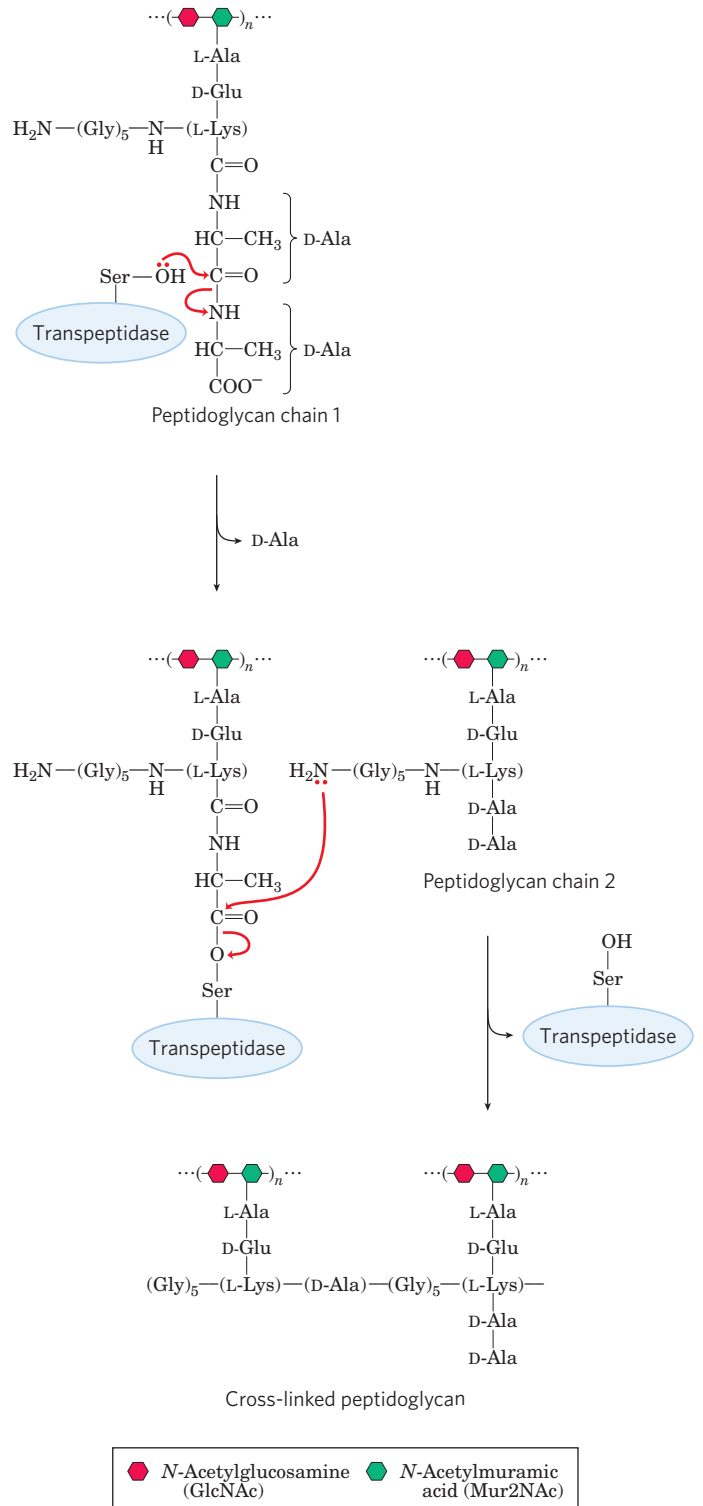 ···( )n···
L-Ala
D-Glu
H₂N—(Gly)₅—N—(L-Lys)
H
C=O
NH
HC—CH₃ D-Ala
Ser—OH C=O
Transpeptidase NH
HC—CH₃ D-Ala
COO⁻
Peptidoglycan chain 1
D-Ala
···( )n··· ···( )n···
L-Ala L-Ala
D-Glu D-Glu
H₂N—(Gly)₅—N—(L-Lys) H₂N—(Gly)₅—N—(L-Lys)
H H
C=O D-Ala
NH D-Ala
HC—CH₃ Peptidoglycan chain 2
C=O
O OH
Ser Ser
Transpeptidase Transpeptidase
···( )n··· ···( )n···
L-Ala L-Ala
D-Glu D-Glu
(Gly)₅—(L-Lys)—(D-Ala)—(Gly)₅—(L-Lys)—
D-Ala
D-Ala
Cross-linked peptidoglycan
N-Acetylglucosamine N-Acetylmuramic
(GlcNAc) acid (Mur2NAc)